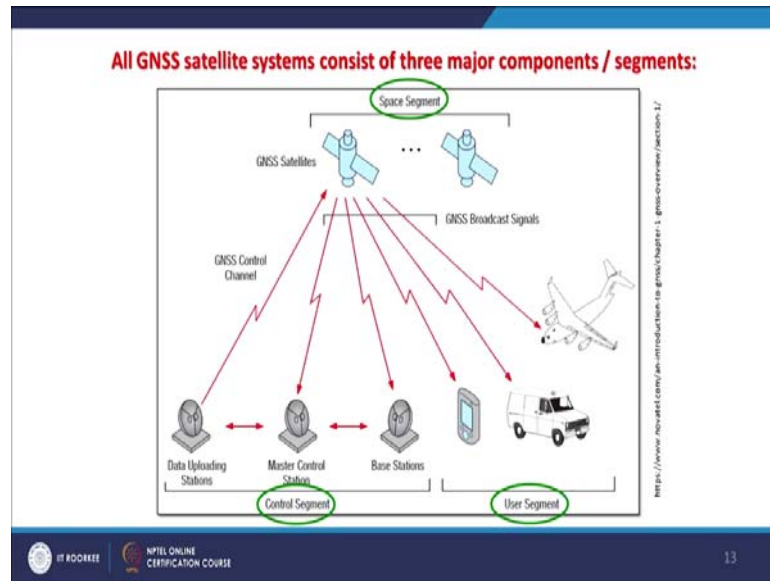 All GNSS satellite systems consist of three major components / segments:
Space Segment
GNSS Satellites
...
GNSS Broadcast Signals
GNSS Control
Channel
Data Uploading
Stations
Master Control
Station
Base Stations
Control Segment
User Segment
https://www.novatel.com/an-introduction-to-gnss/chapter-1-gnss-overview/section-1/
IIT ROORKEE
NPTEL ONLINE
CERTIFICATION COURSE
13